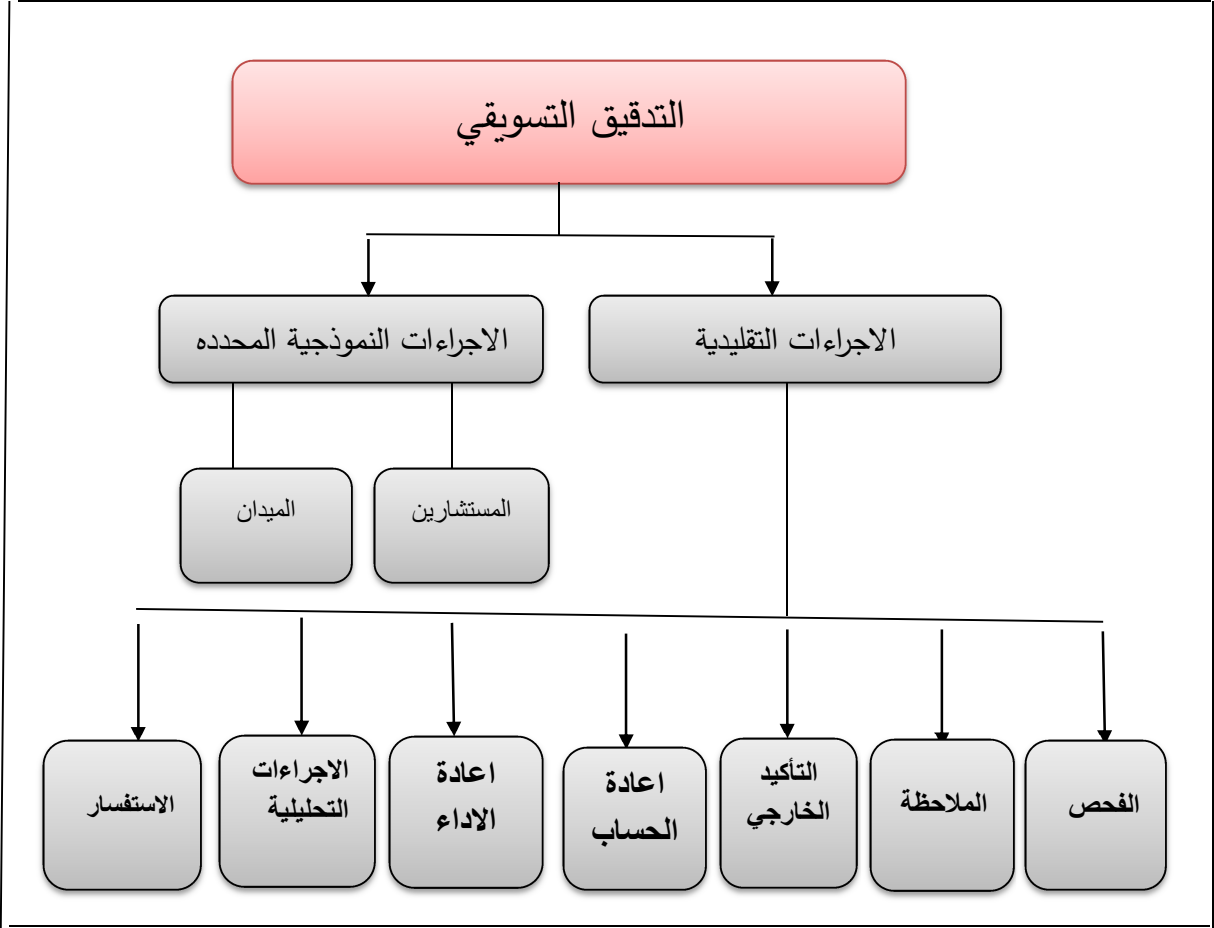 التدقيق التسويقي
الاجراءات التقليدية
الاجراءات النموذجية المحدده
المستشارين
الميدان
الفحص
الملاحظة
التأكيد
الخارجي
اعادة
الحساب
اعادة
الاداء
الاجراءات
التحليلية
الاستفسار